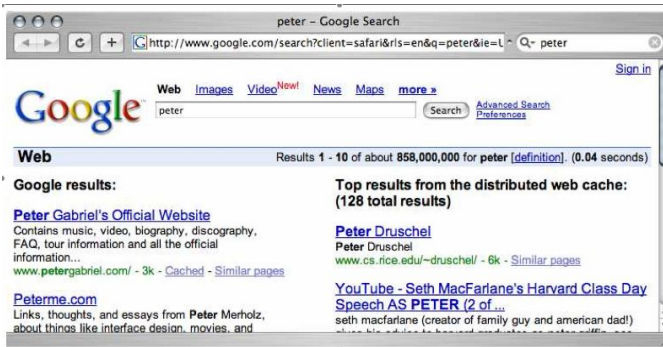 peter – Google Search
http://www.google.com/search?client=safari&rls=en&q=peter&ie=U
peter
Sign in
Google
Web Images Video New! News Maps more »
peter
Search
Advanced Search
Preferences
Web
Results 1 - 10 of about 858,000,000 for peter [definition]. (0.04 seconds)
Google results:
Peter Gabriel's Official Website
Contains music, video, biography, discography,
FAQ, tour information and all the official
information...
www.petergabriel.com/ - 3k - Cached - Similar pages
Peterme.com
Links, thoughts, and essays from Peter Merholz,
about things like interface design, movies, and
Top results from the distributed web cache:
(128 total results)
Peter Druschel
Peter Druschel
www.cs.rice.edu/~druschel/ - 6k - Similar pages
YouTube - Seth MacFarlane's Harvard Class Day
Speech AS PETER (2 of ...
seth macfarlane (creator of family guy and american dad!)